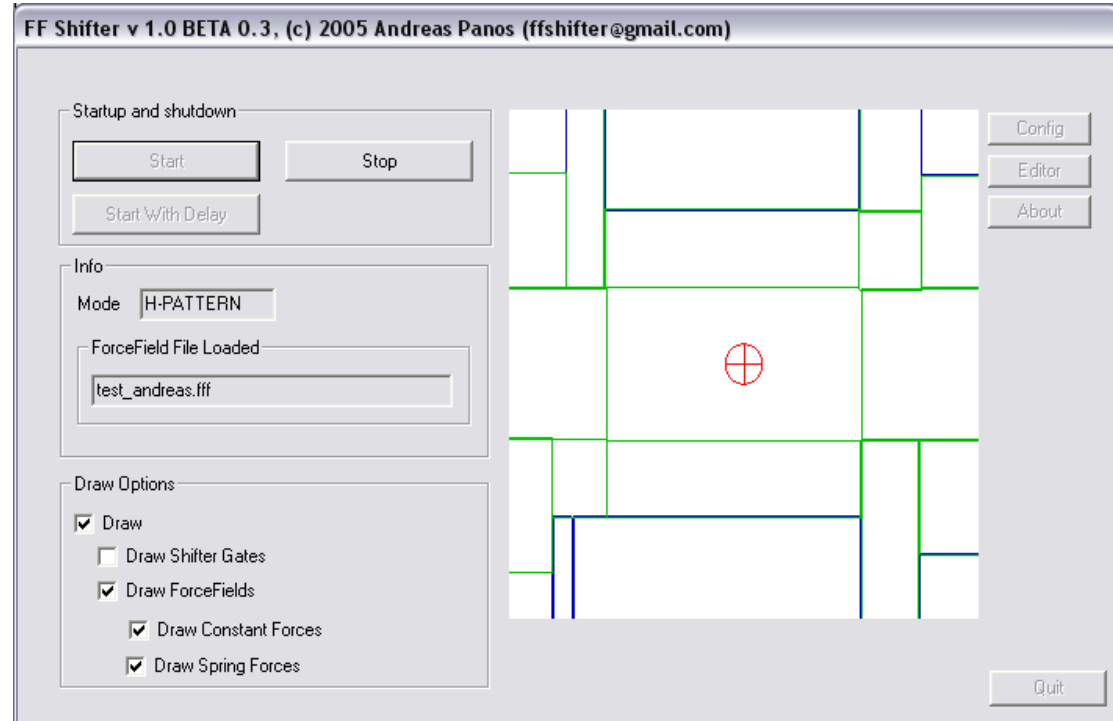 FF Shifter v 1.0 BETA 0.3, (c) 2005 Andreas Panos (ffshifter@gmail.com)
Startup and shutdown
Start
Stop
Start With Delay
Info
Mode
H-PATTERN
ForceField File Loaded
test_andreas.fff
Draw Options
Draw
Draw Shifter Gates
Draw ForceFields
Draw Constant Forces
Draw Spring Forces
Config
Editor
About
Quit